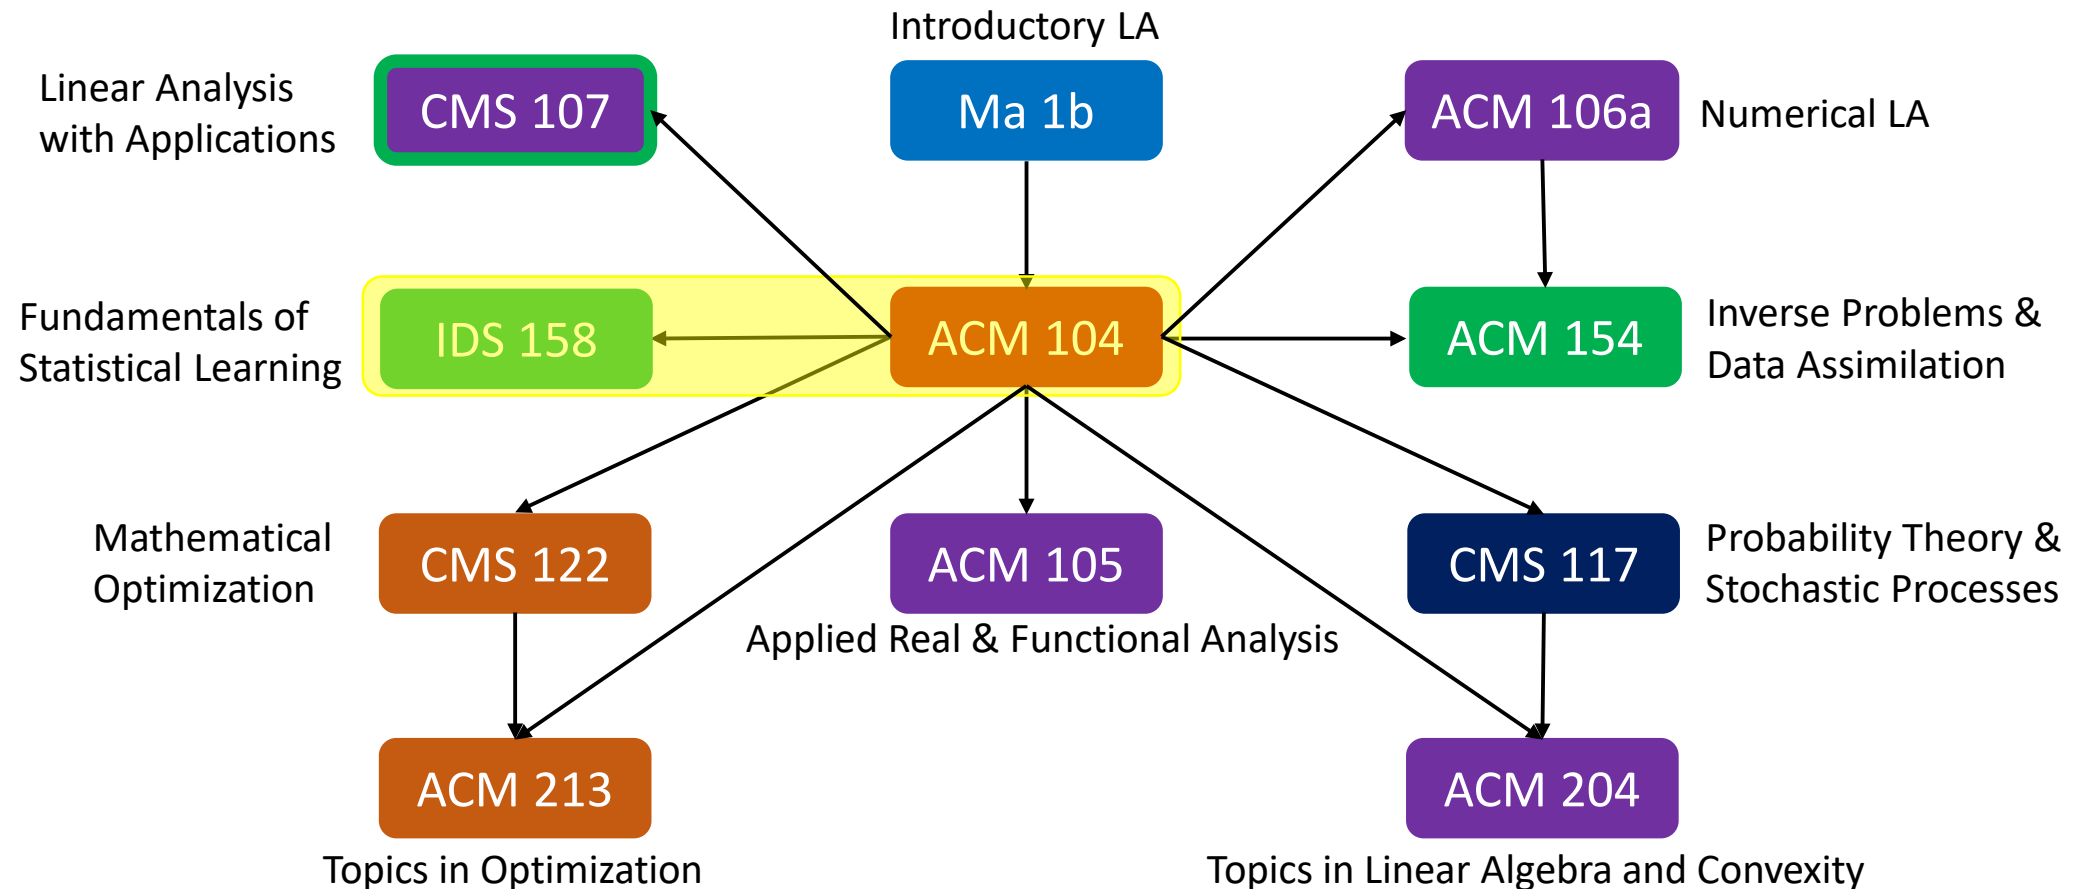 Introductory LA
Linear Analysis
with Applications
CMS 107
Ma 1b
ACM 106a
Numerical LA
Fundamentals of
Statistical Learning
IDS 158
ACM 104
ACM 154
Inverse Problems &
Data Assimilation
Mathematical
Optimization
CMS 122
ACM 105
Applied Real & Functional Analysis
CMS 117
Probability Theory &
Stochastic Processes
ACM 213
Topics in Optimization
ACM 204
Topics in Linear Algebra and Convexity